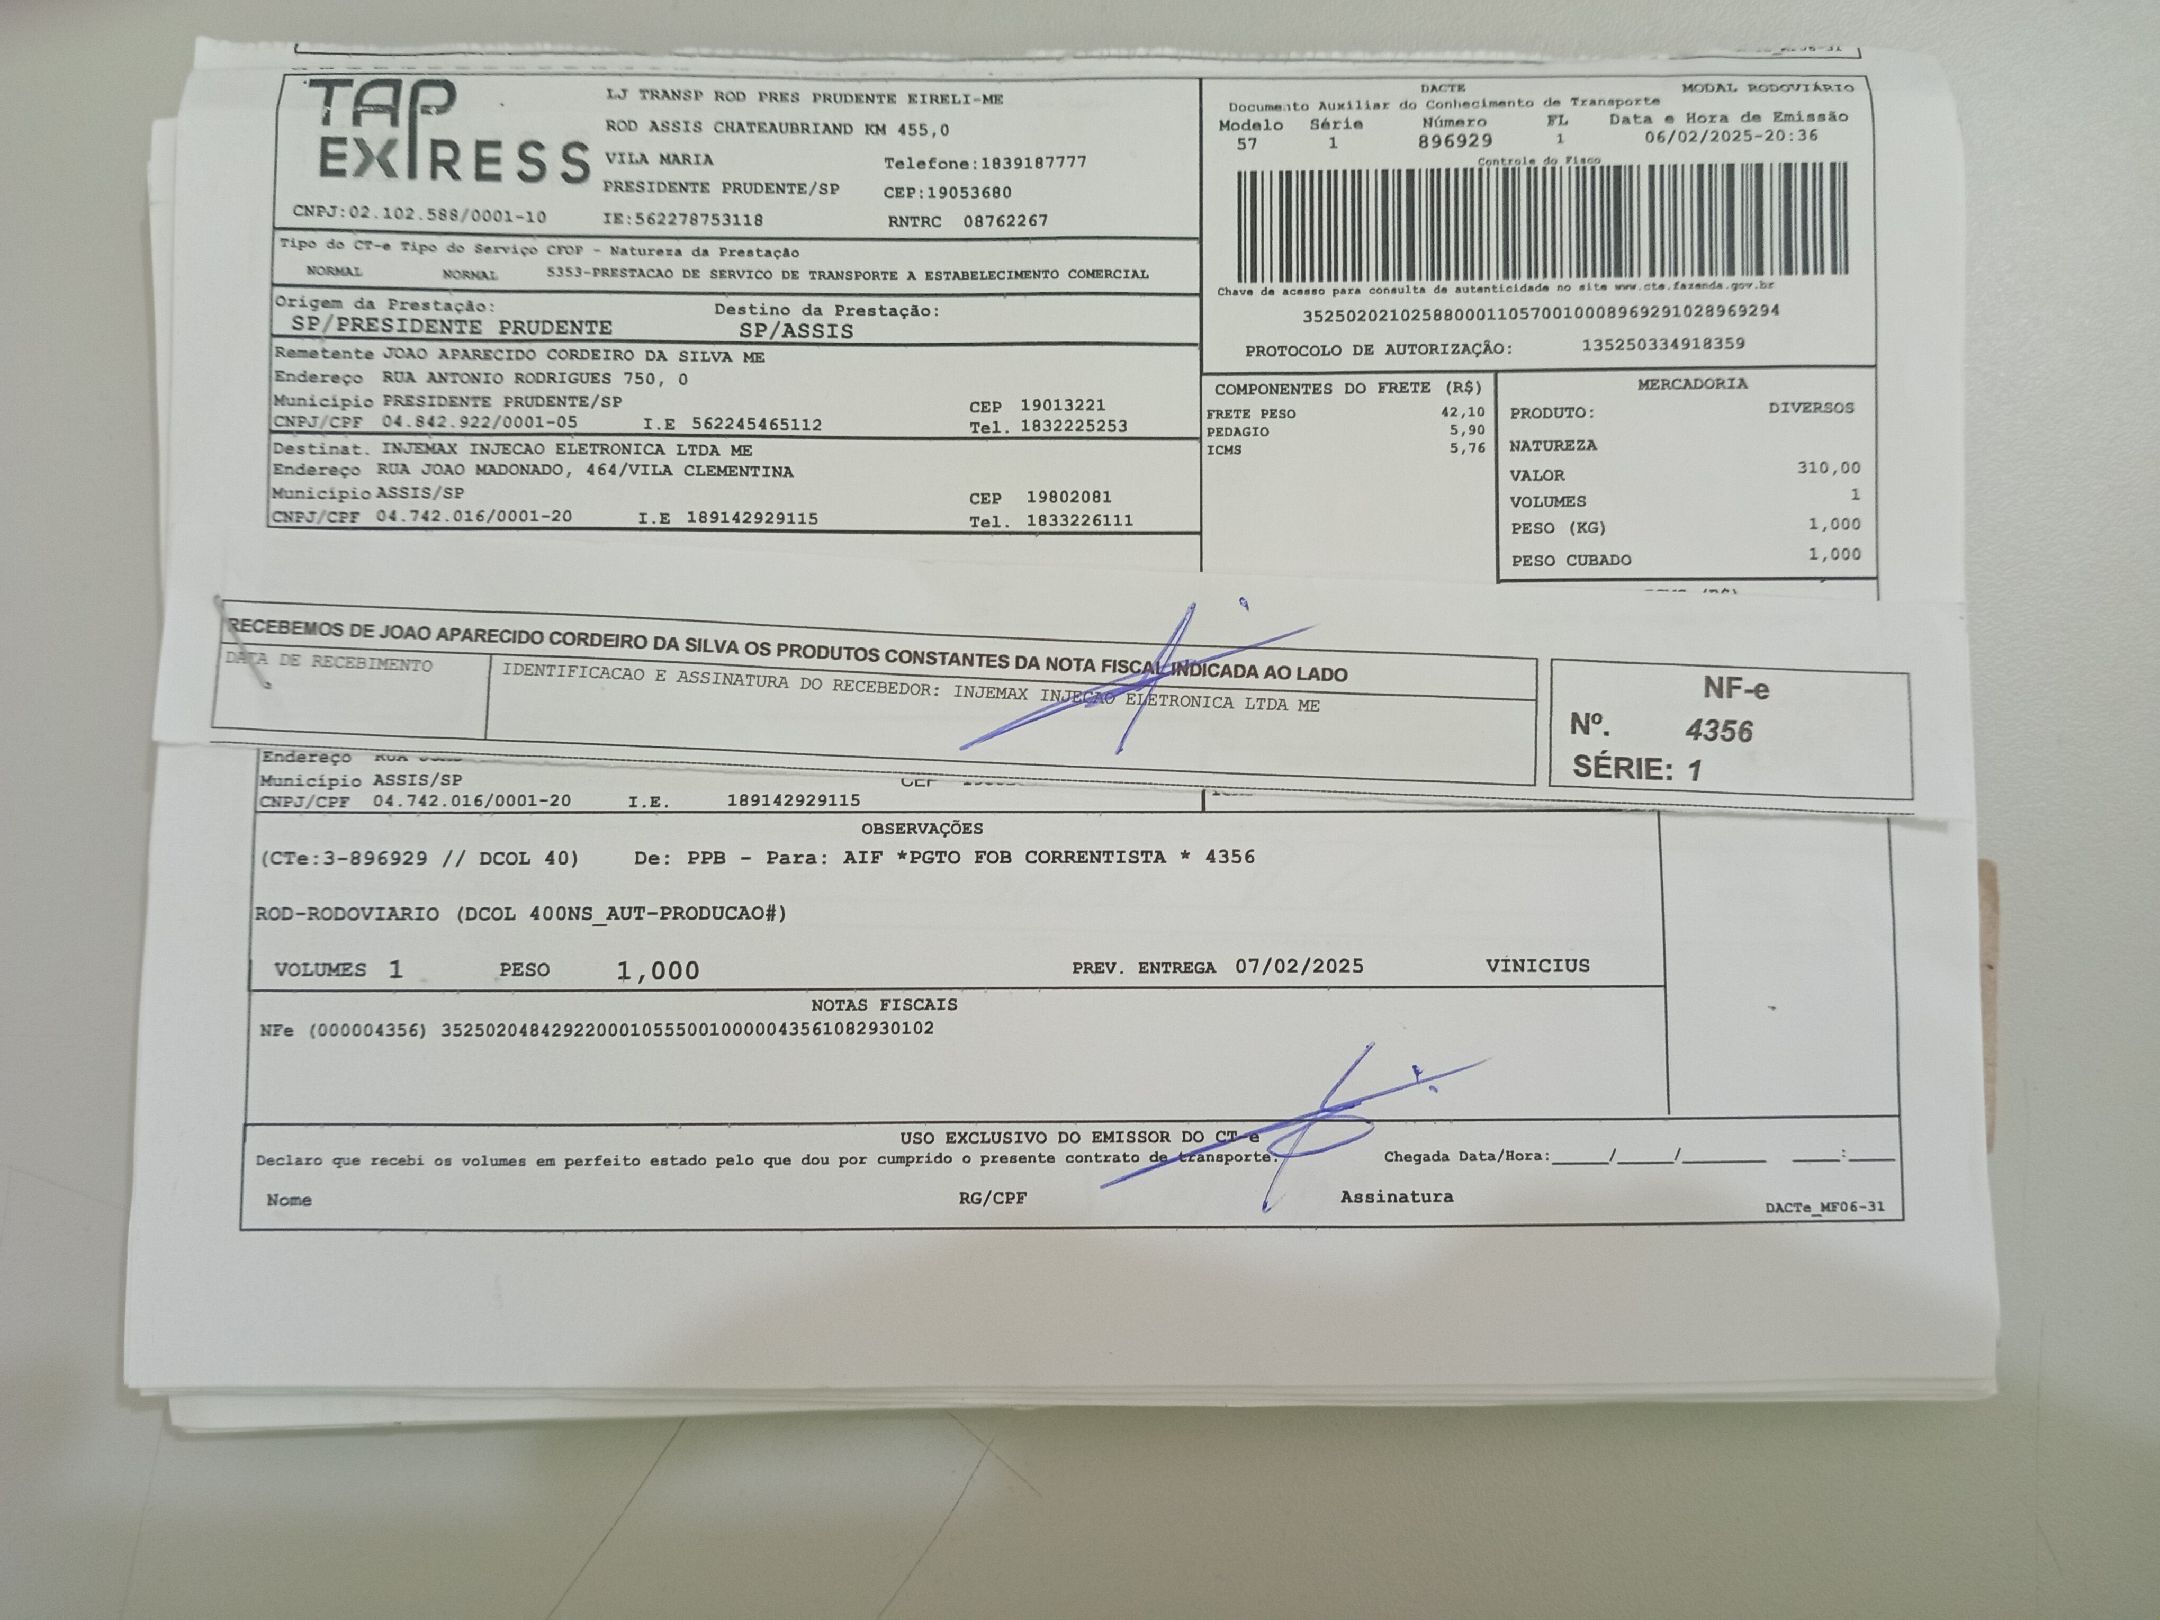 TAP EXPRESS
LJ TRANSP ROD PRES PRUDENTE EIRELI-ME
ROD ASSIS CHATEAUBRIAND KM 455,0
VILA MARIA Telefone:1839187777
PRESIDENTE PRUDENTE/SP CEP:19053680
CNPJ:02.102.588/0001-10 IE:562278753118 RNTRC 08762267
DACTE MODAL RODOVIÁRIO
Documento Auxiliar do Conhecimento de Transporte
Modelo Série Número FL Data e Hora de Emissão
57 1 896929 1 06/02/2025-20:36
Controle do Fisco
Chave de acesso para consulta de autenticidade no site www.cte.fazenda.gov.br
35250202102588000110570010008969291028969294
PROTOCOLO DE AUTORIZAÇÃO: 135250334918359
Tipo do CT-e Tipo do Serviço CFOP - Natureza da Prestação
NORMAL NORMAL 5353-PRESTACAO DE SERVICO DE TRANSPORTE A ESTABELECIMENTO COMERCIAL
Origem da Prestação: Destino da Prestação:
SP/PRESIDENTE PRUDENTE SP/ASSIS
Remetente JOAO APARECIDO CORDEIRO DA SILVA ME
Endereço RUA ANTONIO RODRIGUES 750, 0
Município PRESIDENTE PRUDENTE/SP CEP 19013221
CNPJ/CPF 04.842.922/0001-05 I.E 562245465112 Tel. 1832225253
Destinat. INJEMAX INJECAO ELETRONICA LTDA ME
Endereço RUA JOAO MADONADO, 464/VILA CLEMENTINA
Município ASSIS/SP CEP 19802081
CNPJ/CPF 04.742.016/0001-20 I.E 189142929115 Tel. 1833226111
COMPONENTES DO FRETE (R$)
FRETE PESO 42,10
PEDAGIO 5,90
ICMS 5,76
MERCADORIA
PRODUTO: DIVERSOS
NATUREZA
VALOR 310,00
VOLUMES 1
PESO (KG) 1,000
PESO CUBADO 1,000
RECEBEMOS DE JOAO APARECIDO CORDEIRO DA SILVA OS PRODUTOS CONSTANTES DA NOTA FISCAL INDICADA AO LADO
DATA DE RECEBIMENTO IDENTIFICACAO E ASSINATURA DO RECEBEDOR: INJEMAX INJECAO ELETRONICA LTDA ME
NF-e
Nº. 4356
SÉRIE: 1
Endereço RUA
Município ASSIS/SP CEP
CNPJ/CPF 04.742.016/0001-20 I.E. 189142929115
OBSERVAÇÕES
(CTe:3-896929 // DCOL 40) De: PPB - Para: AIF *PGTO FOB CORRENTISTA * 4356
ROD-RODOVIARIO (DCOL 400NS_AUT-PRODUCAO#)
VOLUMES 1 PESO 1,000 PREV. ENTREGA 07/02/2025 VINICIUS
NOTAS FISCAIS
NFe (000004356) 35250204842922000105550010000043561082930102
USO EXCLUSIVO DO EMISSOR DO CT-e
Declaro que recebi os volumes em perfeito estado pelo que dou por cumprido o presente contrato de transporte. Chegada Data/Hora:_____/_____/_______ ____:____
Nome RG/CPF Assinatura
DACTe_MF06-31